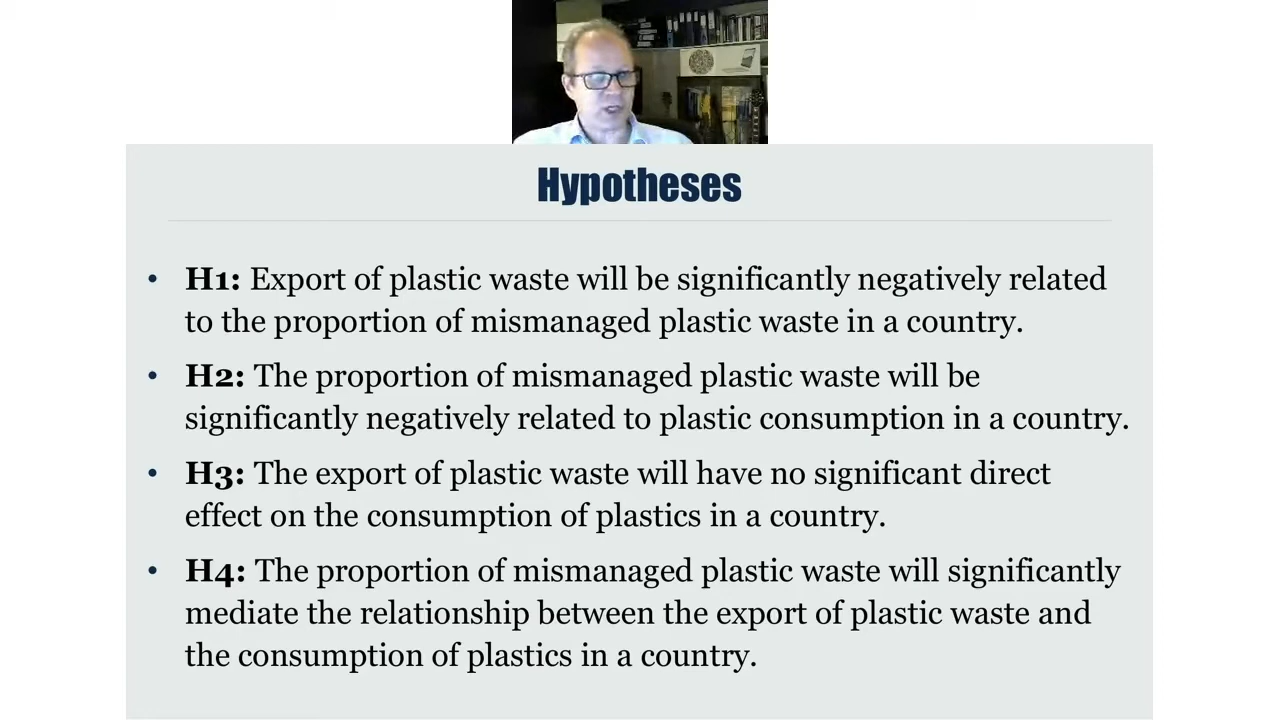 Hypotheses
• H1: Export of plastic waste will be significantly negatively related
to the proportion of mismanaged plastic waste in a country.
• H2: The proportion of mismanaged plastic waste will be
significantly negatively related to plastic consumption in a country.
• H3: The export of plastic waste will have no significant direct
effect on the consumption of plastics in a country.
• H4: The proportion of mismanaged plastic waste will significantly
mediate the relationship between the export of plastic waste and
the consumption of plastics in a country.